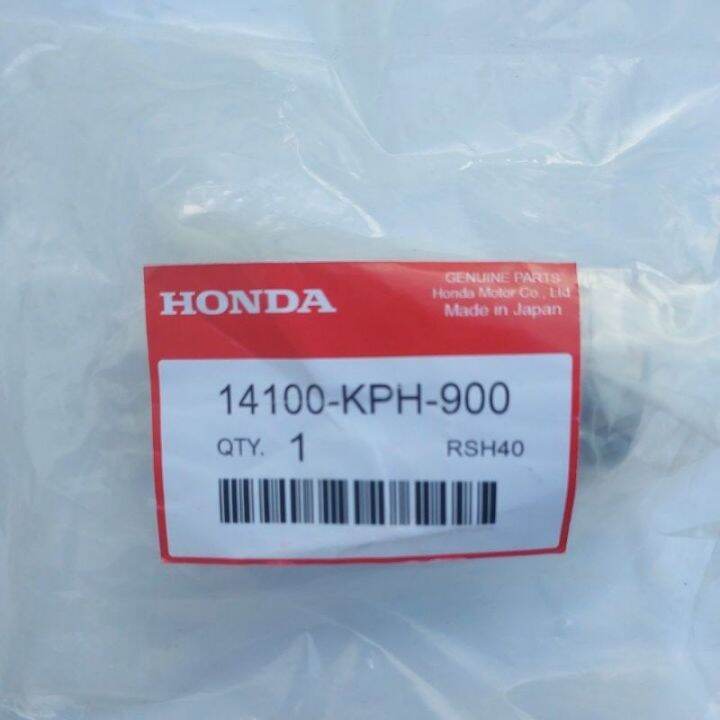 HONDA
GENUINE PARTS
Honda Motor Co., Ltd
Made in Japan
14100-KPH-900
QTY. 1 RSH40